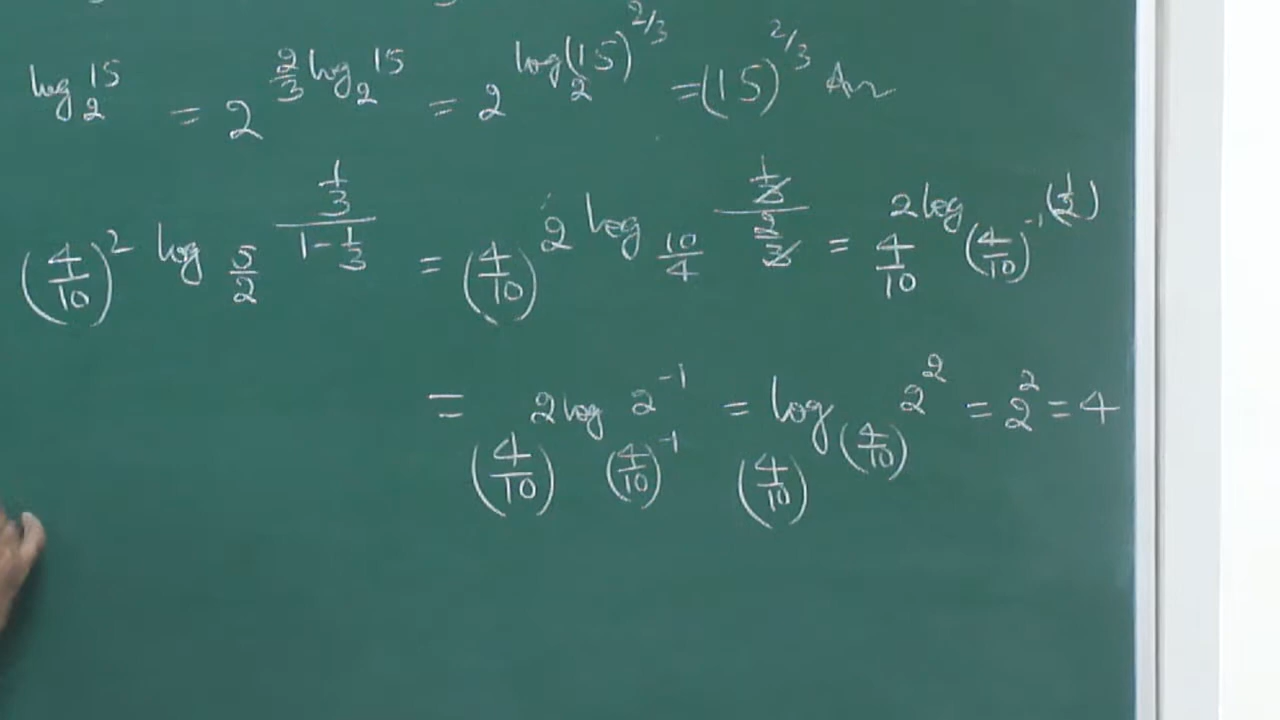 log₂ 15 = 2^(2/3 log₂ 15) = 2^(log₂ (15)^(2/3)) = (15)^(2/3) Ans
(4/10)^(2 log_(5/2) ((1/3)/(1-1/3))) = (4/10)^(2 log_(10/4) ((1/3)/(2/3))) = 4/10^(2 log_((4/10)^(-1)) (1/2))
= (4/10)^(2 log_((4/10)^(-1)) 2^(-1)) = (4/10)^(log_(4/10) 2^2) = 2^2 = 4